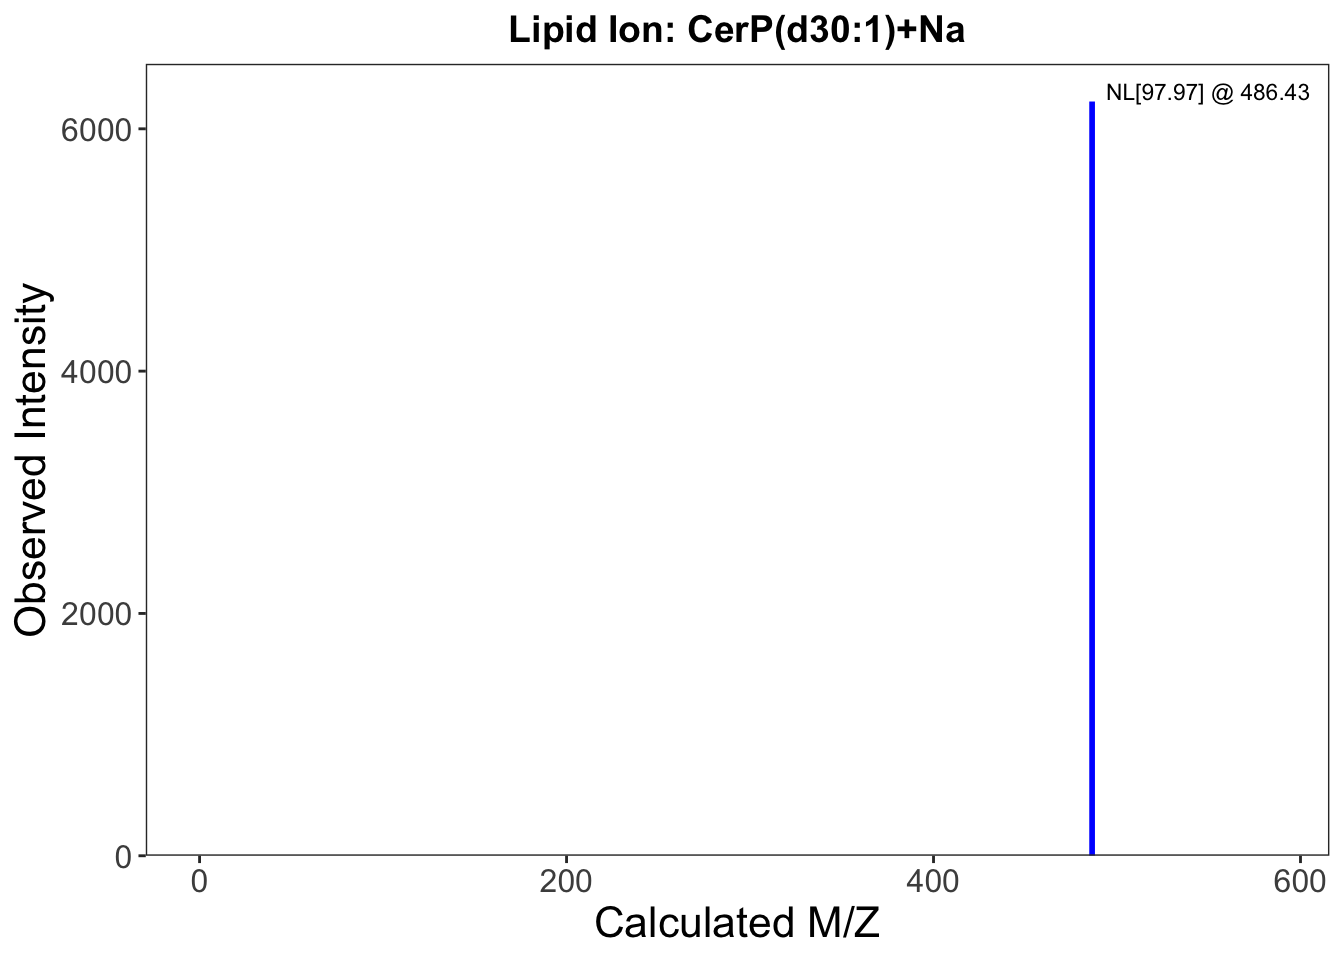 Lipid Ion: CerP(d30:1)+Na
NL[97.97] @ 486.43
6000
4000
2000
0
Observed Intensity
0 200 400 600
Calculated M/Z